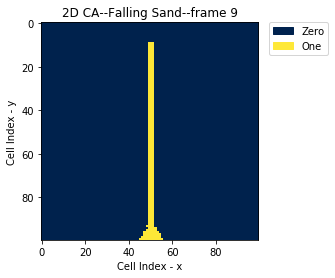 2D CA--Falling Sand--frame 9
Zero
One
Cell Index - y
0
20
40
60
80
0
20
40
60
80
Cell Index - x